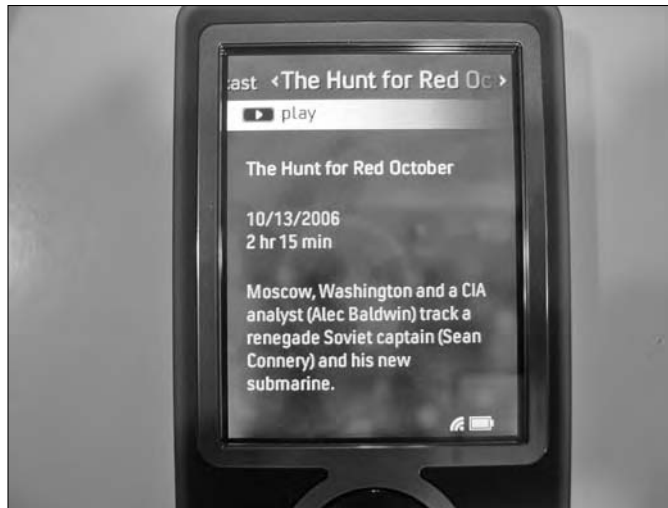 cast ‹The Hunt for Red Oc›
play
The Hunt for Red October
10/13/2006
2 hr 15 min
Moscow, Washington and a CIA
analyst (Alec Baldwin) track a
renegade Soviet captain (Sean
Connery) and his new
submarine.